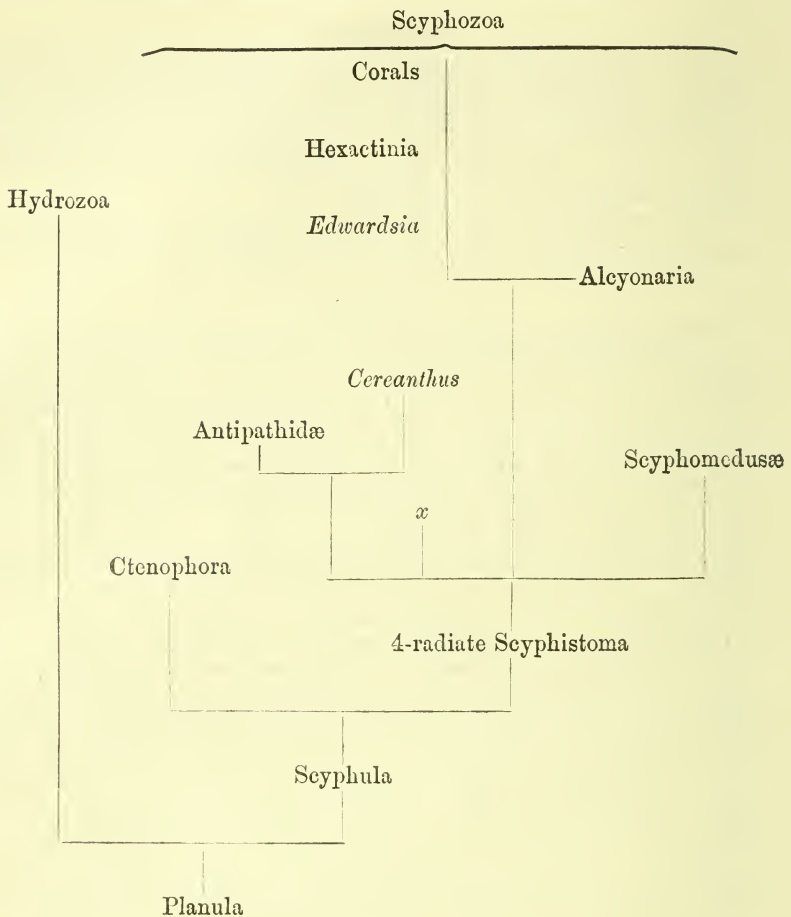 Scyphozoa
Corals
Hexactinia
Hydrozoa
Edwardsia
Alcyonaria
Cereanthus
Antipathidæ
Scyphomedusæ
x
Ctenophora
4-radiate Scyphistoma
Scyphula
Planula